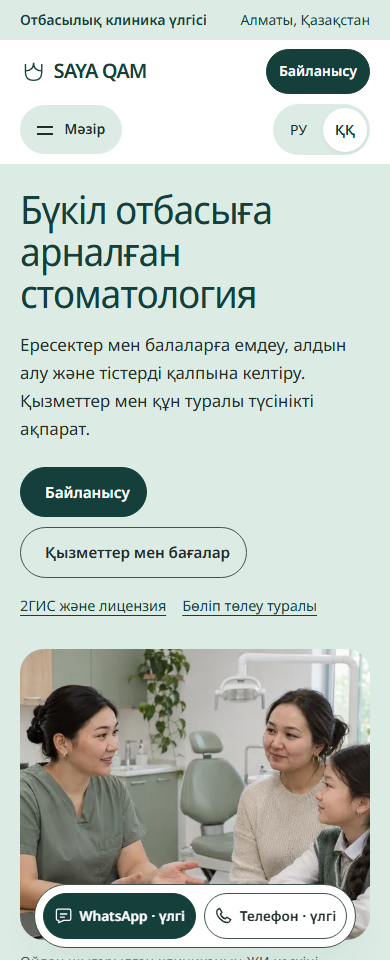 Отбасылық клиника үлгісі Алматы, Қазақстан
SAYA QAM Байланысу
Мәзір РУ ҚҚ
Бүкіл отбасыға
арналған
стоматология
Ересектер мен балаларға емдеу, алдын
алу және тістерді қалпына келтіру.
Қызметтер мен құн туралы түсінікті
ақпарат.
Байланысу
Қызметтер мен бағалар
2ГИС және лицензия Бөліп төлеу туралы
WhatsApp · үлгі Телефон · үлгі